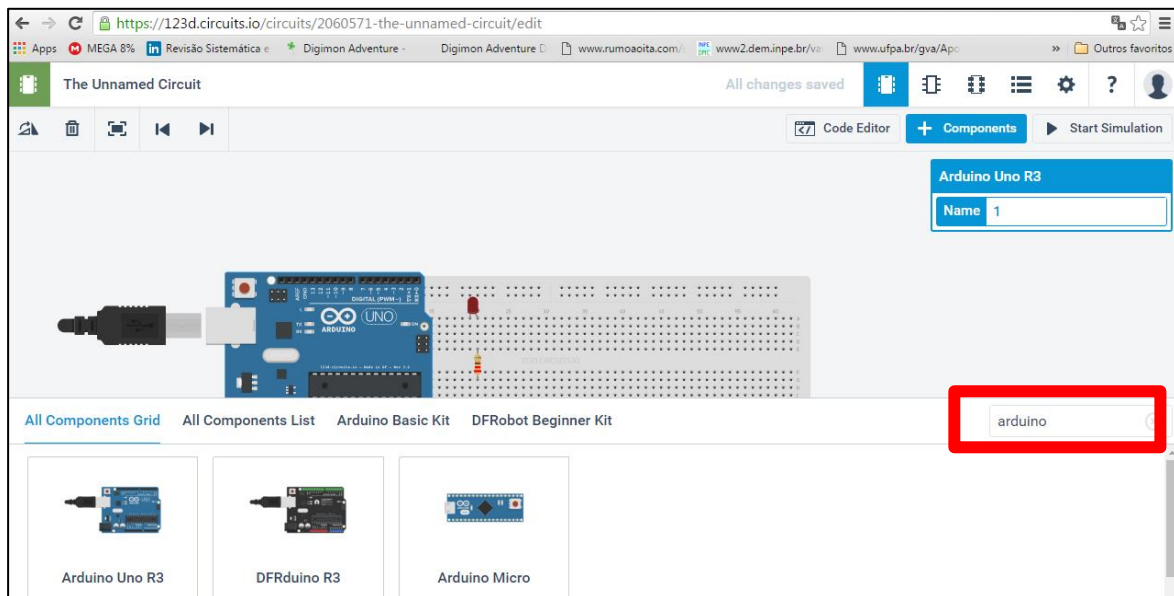 https://123d.circuits.io/circuits/2060571-the-unnamed-circuit/edit
Apps MEGA 8% Revisão Sistemática e Digimon Adventure - Digimon Adventure D www.rumoaoita.com/ www2.dem.inpe.br/va www.ufpa.br/gva/Apo » Outros favoritos
The Unnamed Circuit All changes saved ?
Code Editor + Components Start Simulation
Arduino Uno R3
Name 1
DIGITAL (PWM~)
UNO
ARDUINO
All Components Grid All Components List Arduino Basic Kit DFRobot Beginner Kit arduino
Arduino Uno R3 DFRduino R3 Arduino Micro